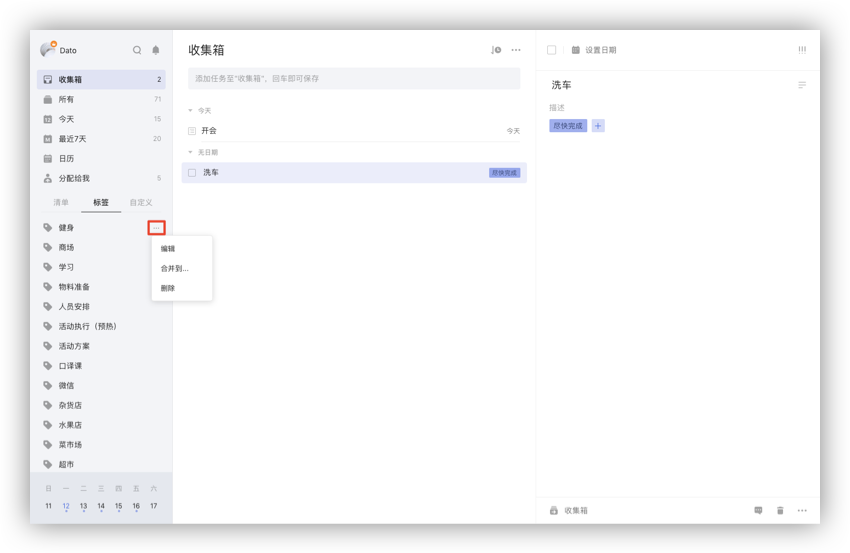 Dato
收集箱 2
所有 71
今天 15
最近7天 20
日历
分配给我 5
清单 标签 自定义
健身 ...
编辑
合并到...
删除
商场
学习
物料准备
人员安排
活动执行（预热）
活动方案
口译课
微信
杂货店
水果店
菜市场
超市
日 一 二 三 四 五 六
11 12 13 14 15 16 17
收集箱
添加任务至"收集箱"，回车即可保存
今天
开会 今天
无日期
洗车 尽快完成
设置日期
洗车
描述
尽快完成 +
收集箱